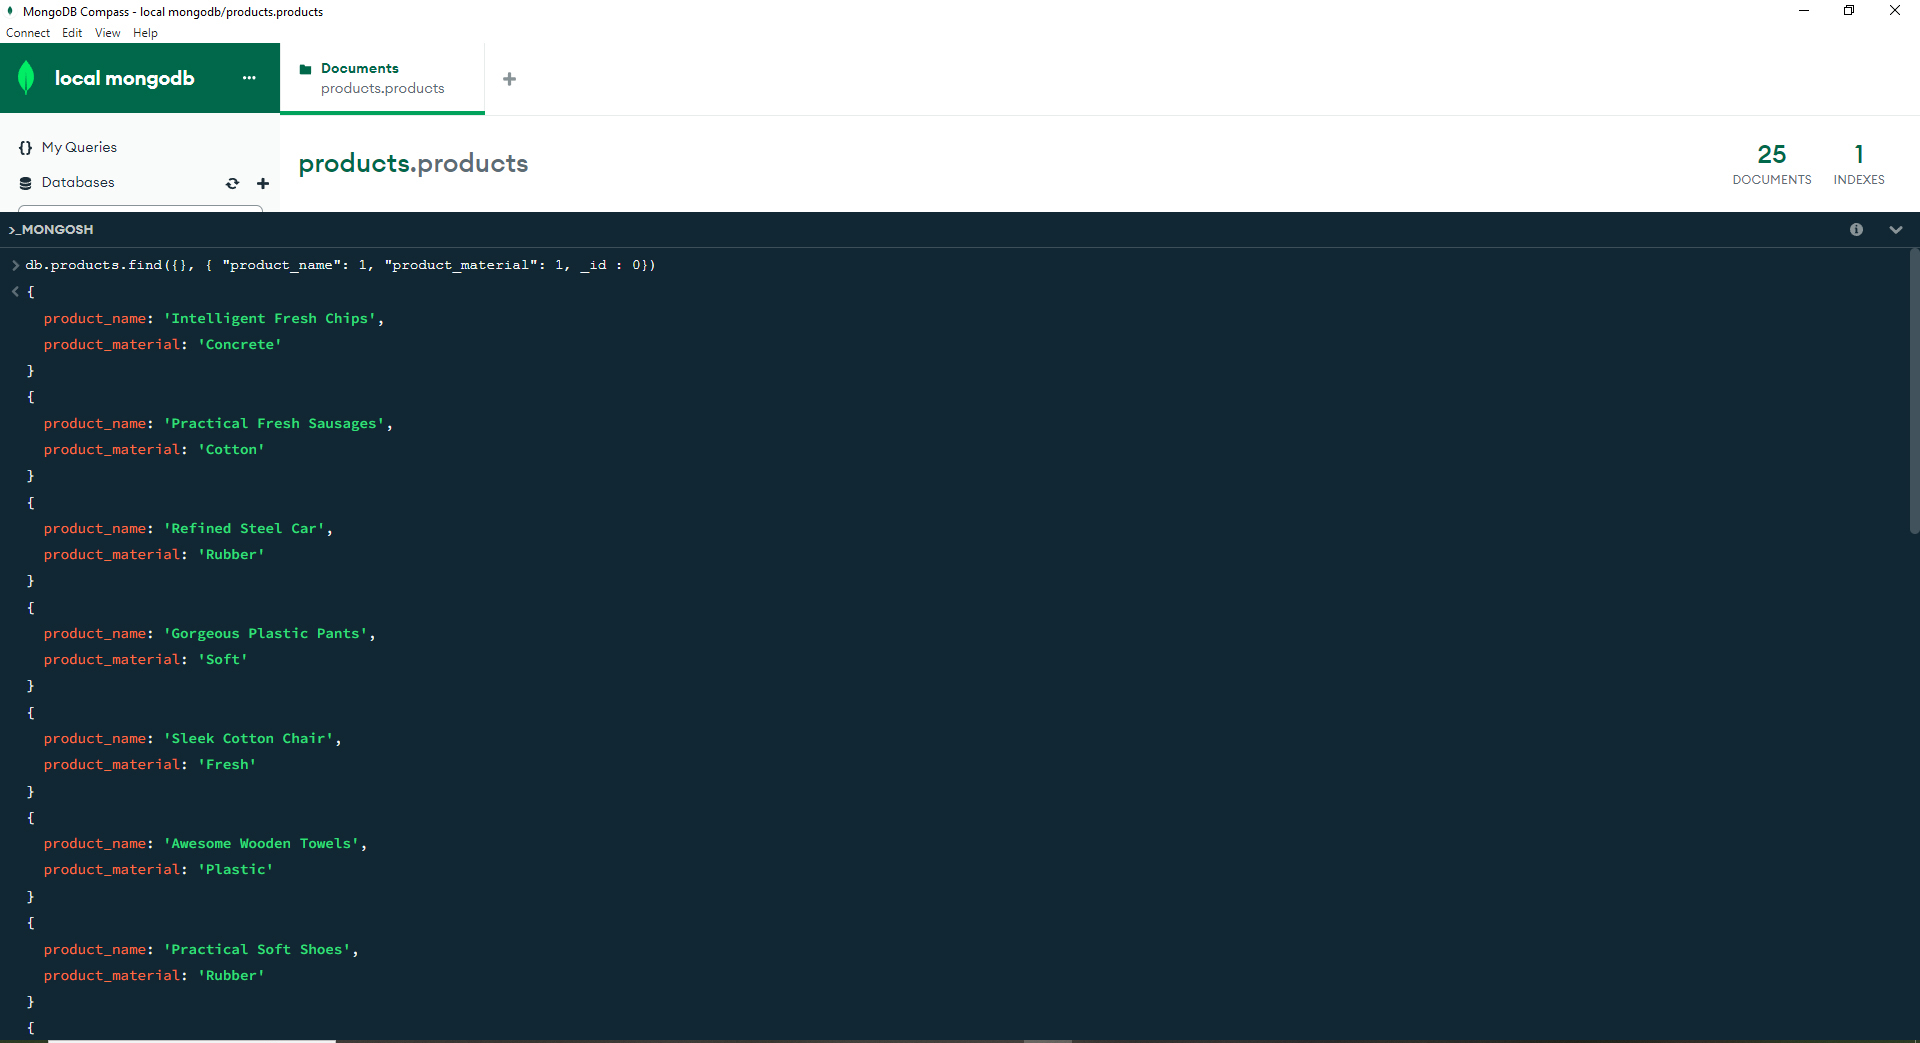 MongoDB Compass - local mongodb/products.products
Connect Edit View Help
local mongodb ...
Documents
products.products
{} My Queries
Databases
products.products
25
DOCUMENTS
1
INDEXES
>_MONGOSH
> db.products.find({}, { "product_name": 1, "product_material": 1, _id : 0})
< {
product_name: 'Intelligent Fresh Chips',
product_material: 'Concrete'
}
{
product_name: 'Practical Fresh Sausages',
product_material: 'Cotton'
}
{
product_name: 'Refined Steel Car',
product_material: 'Rubber'
}
{
product_name: 'Gorgeous Plastic Pants',
product_material: 'Soft'
}
{
product_name: 'Sleek Cotton Chair',
product_material: 'Fresh'
}
{
product_name: 'Awesome Wooden Towels',
product_material: 'Plastic'
}
{
product_name: 'Practical Soft Shoes',
product_material: 'Rubber'
}
{